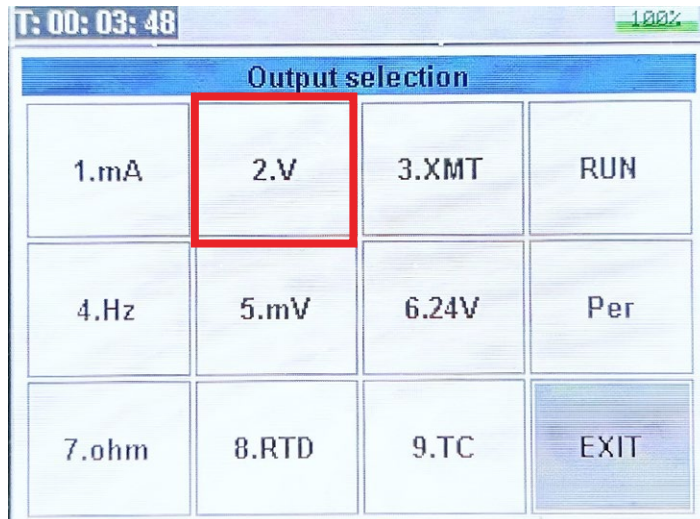 T: 00: 03: 48 100%
Output selection
1.mA 2.V 3.XMT RUN
4.Hz 5.mV 6.24V Per
7.ohm 8.RTD 9.TC EXIT